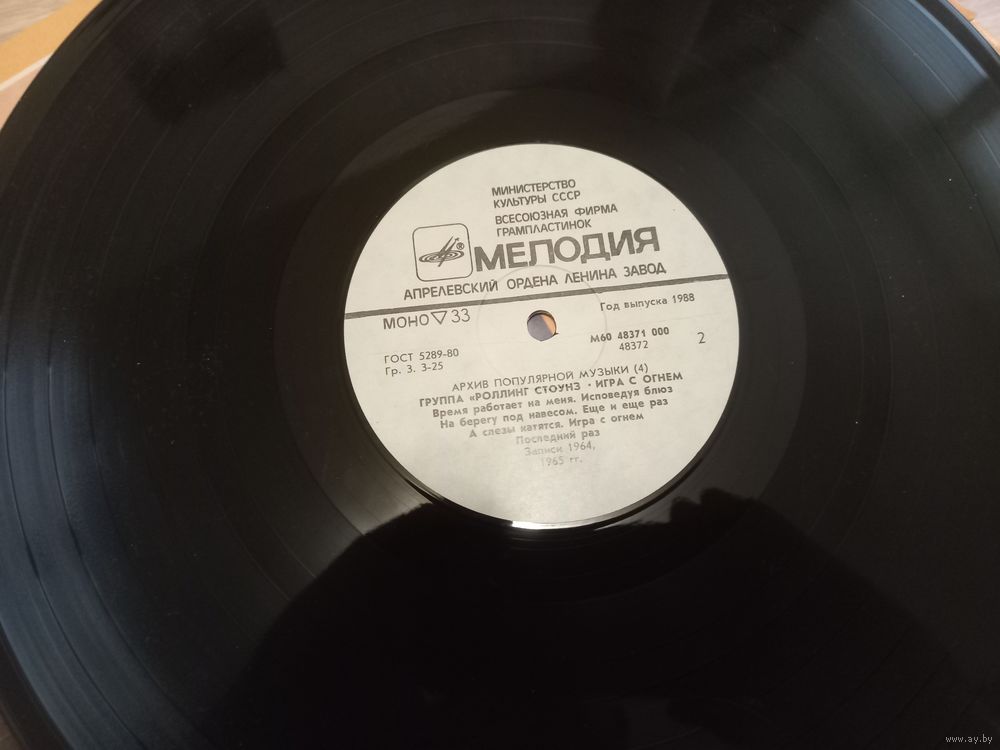 МИНИСТЕРСТВО
КУЛЬТУРЫ СССР
ВСЕСОЮЗНАЯ ФИРМА
ГРАМПЛАСТИНОК
® МЕЛОДИЯ
АПРЕЛЕВСКИЙ ОРДЕНА ЛЕНИНА ЗАВОД
МОНО ▽ 33
Год выпуска 1988
ГОСТ 5289-80
Гр. 3. 3-25
М60 48371 000
48372
2
АРХИВ ПОПУЛЯРНОЙ МУЗЫКИ (4)
ГРУППА «РОЛЛИНГ СТОУНЗ • ИГРА С ОГНЕМ
Время работает на меня. Исповедуя блюз
На берегу под навесом. Еще и еще раз
А слезы катятся. Игра с огнем
Последний раз
Записи 1964,
1965 гг.
www.ay.by